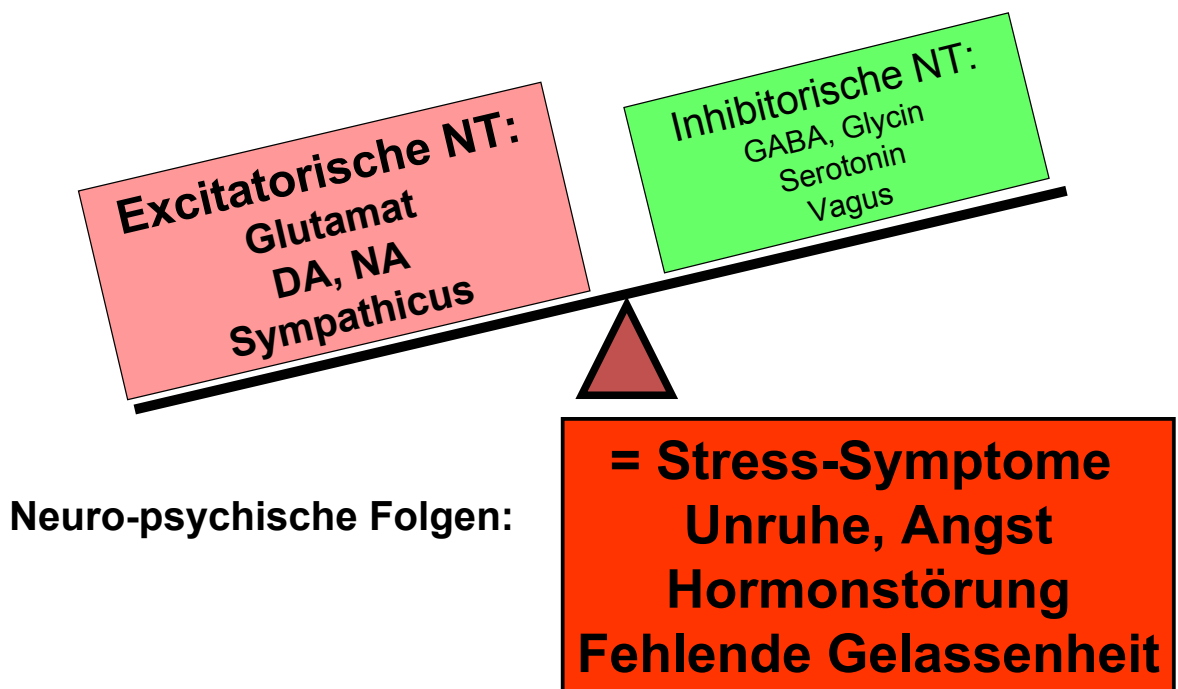 Excitatorische NT:
Glutamat
DA, NA
Sympathicus
Inhibitorische NT:
GABA, Glycin
Serotonin
Vagus
Neuro-psychische Folgen:
= Stress-Symptome
Unruhe, Angst
Hormonstörung
Fehlende Gelassenheit